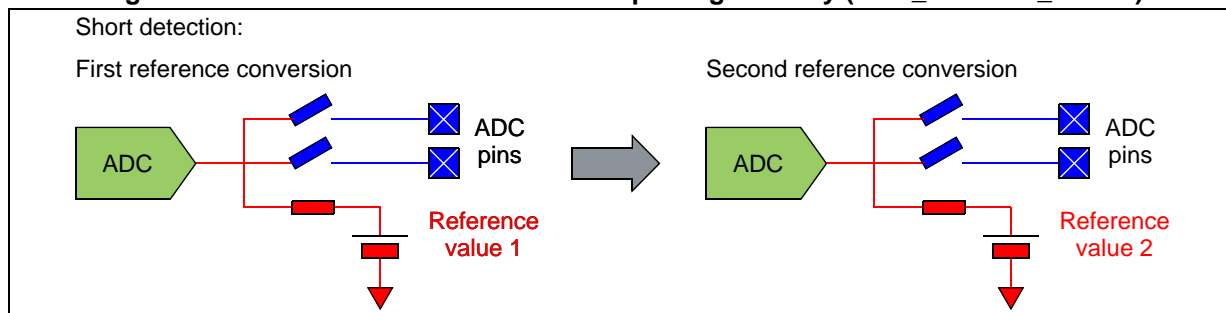 Short detection:
First reference conversion
Second reference conversion
ADC
ADC
pins
Reference
value 1
ADC
ADC
pins
Reference
value 2